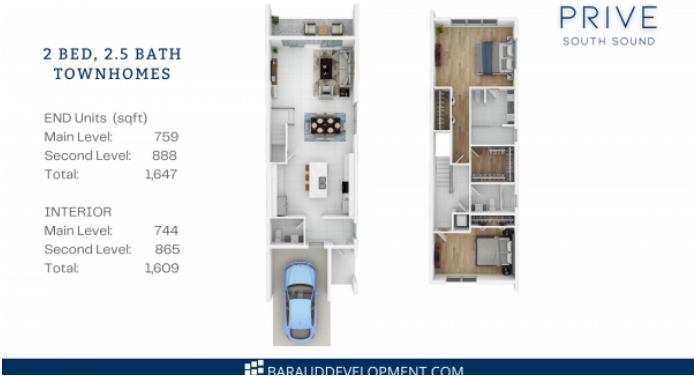 PRIVE
SOUTH SOUND
2 BED, 2.5 BATH
TOWNHOMES
END Units (sqft)
Main Level: 759
Second Level: 888
Total: 1,647
INTERIOR
Main Level: 744
Second Level: 865
Total: 1,609
BARAUDDEVELOPMENT.COM